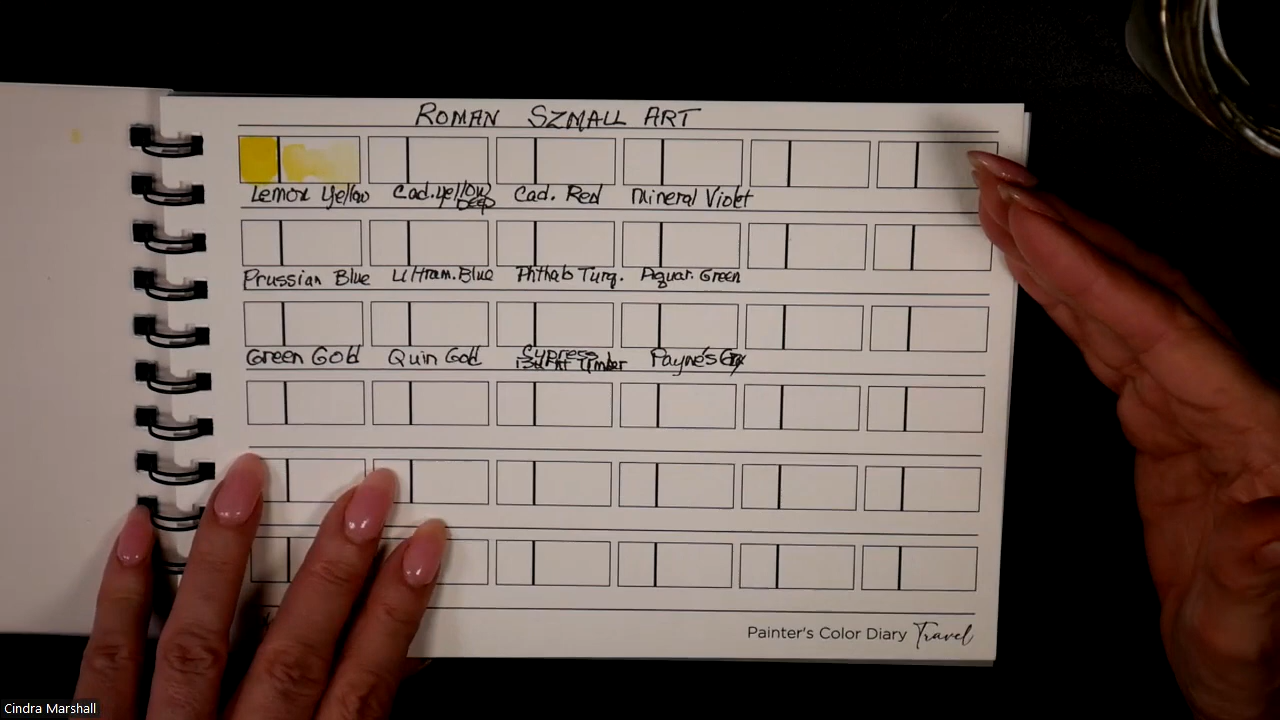 ROMAN SZMALL ART
Lemon Yellow Cad. Yellow Deep Cad. Red Mineral Violet
Prussian Blue Ultram. Blue Phthalo Turq. Aquar. Green
Green Gold Quin Gold Cypress Burnt Umber Payne's Gray
Painter's Color Diary Travel
Cindra Marshall